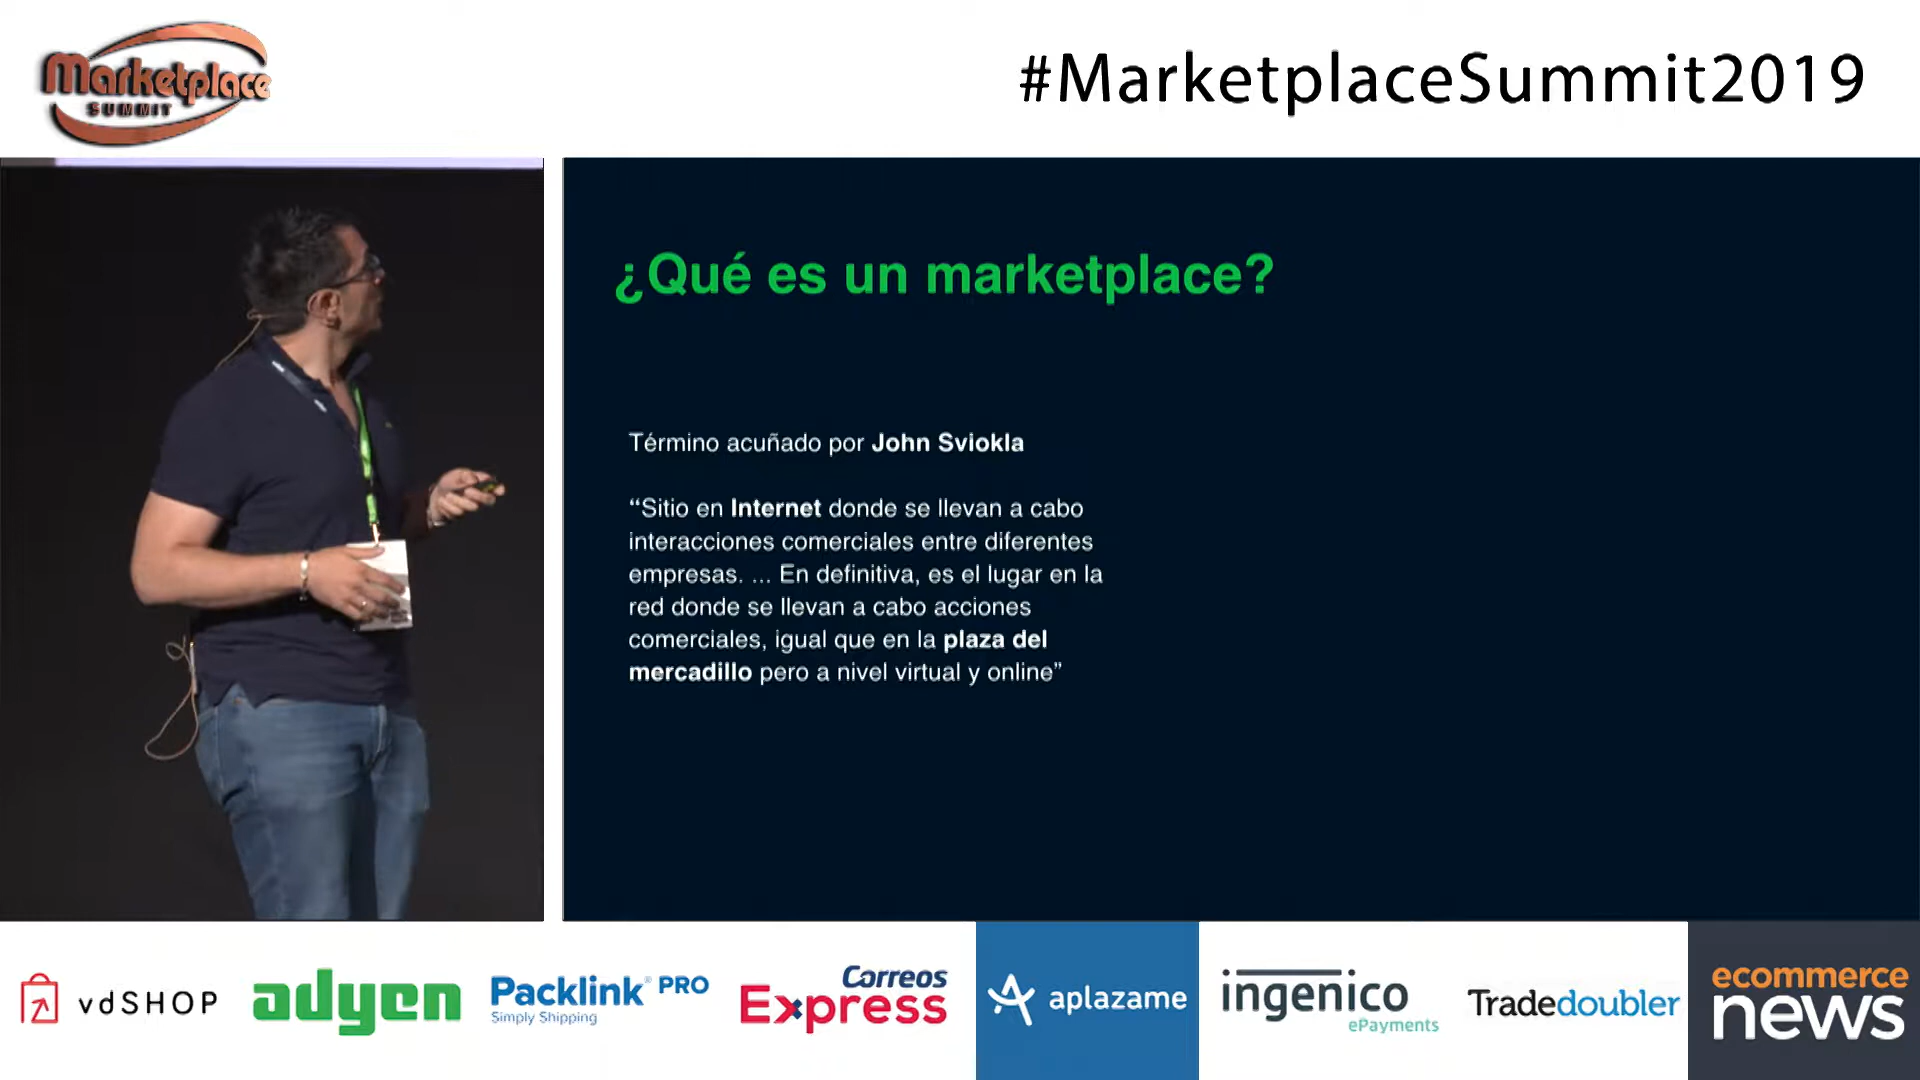 Marketplace
SUMMIT
#MarketplaceSummit2019
¿Qué es un marketplace?
Término acuñado por John Sviokla
“Sitio en Internet donde se llevan a cabo
interacciones comerciales entre diferentes
empresas. ... En definitiva, es el lugar en la
red donde se llevan a cabo acciones
comerciales, igual que en la plaza del
mercadillo pero a nivel virtual y online”
vdSHOP
adyen
Packlink® PRO
Simply Shipping
Correos
Express
aplazame
ingenico
ePayments
Tradedoubler
ecommerce
news